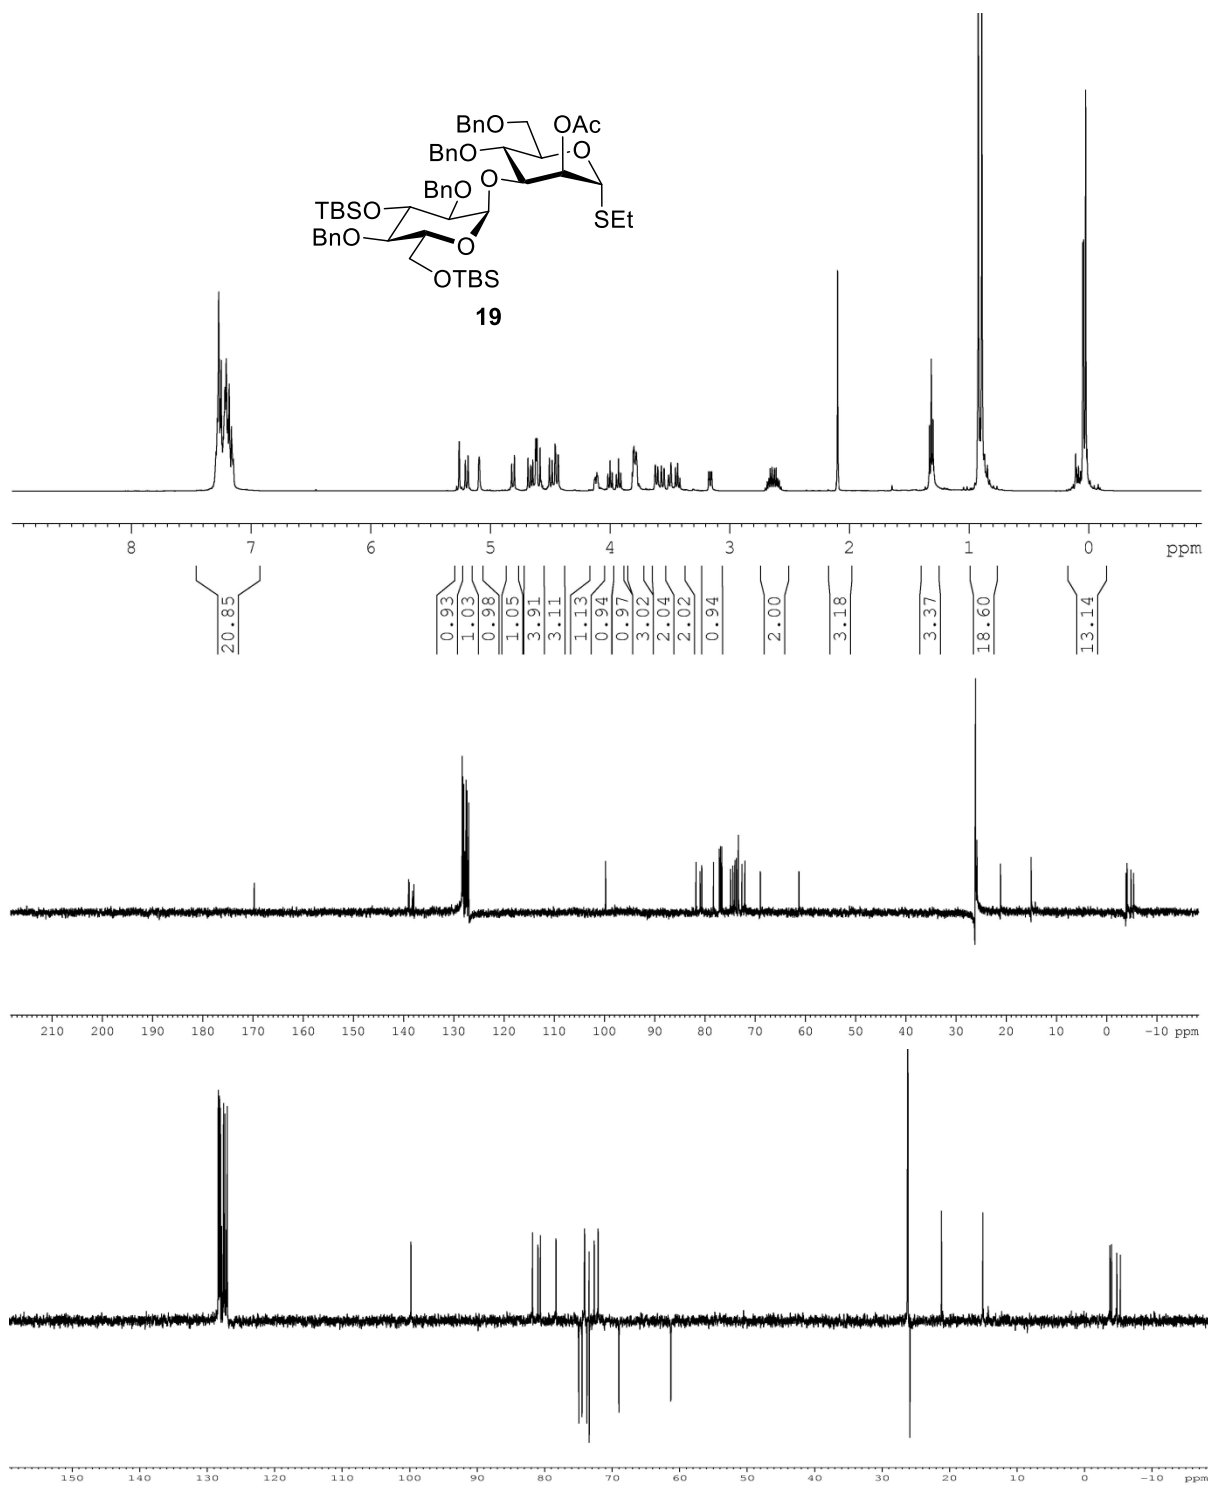 BnO OAc
BnO O
BnO O
TBSO SEt
BnO O
OTBS
19
8 7 6 5 4 3 2 1 0 ppm
20.85 0.93 1.03 0.98 1.05 3.91 3.11 1.13 0.94 0.97 3.02 2.04 2.02 0.94 2.00 3.18 3.37 18.60 13.14
210 200 190 180 170 160 150 140 130 120 110 100 90 80 70 60 50 40 30 20 10 0 -10 ppm
150 140 130 120 110 100 90 80 70 60 50 40 30 20 10 0 -10 ppm